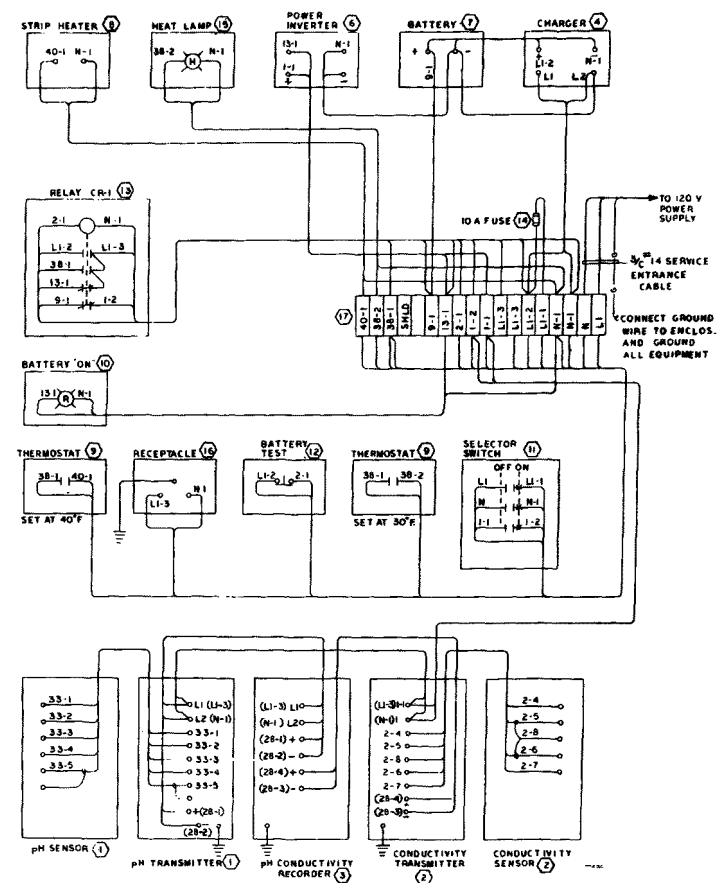 STRIP HEATER 8
40-1 N-1
HEAT LAMP 15
38-2 N-1
H
POWER
INVERTER 6
13-1 N-1
1-1
+ -
BATTERY 7
+ -
9-1
CHARGER 4
+ -
L1-2 N-1
L1 L2
RELAY CR-1 13
2-1 N-1
L1-2 L1-3
38-1
13-1
9-1 1-2
10 A FUSE 14
TO 120 V
POWER
SUPPLY
3/C #14 SERVICE
ENTRANCE
CABLE
CONNECT GROUND
WIRE TO ENCLOS.
AND GROUND
ALL EQUIPMENT
17
40-1
38-2
38-1
SHLD
9-1
13-1
2-1
1-2
1-1
L1-3
L1-3
L1-2
L1-1
N-1
N-1
N
L1
BATTERY "ON" 10
13-1 R N-1
THERMOSTAT 9
38-1 40-1
SET AT 40°F
RECEPTACLE 16
N-1
L1-3
BATTERY
TEST 12
L1-2 2-1
THERMOSTAT 9
38-1 38-2
SET AT 30°F.
SELECTOR
SWITCH 11
OFF ON
L1 L1-1
N N-1
1-1 1-2
33-1
33-2
33-3
33-4
33-5
pH SENSOR 1
L1 (L1-3)
L2 (N-1)
33-1
33-2
33-3
33-4
33-5
+(28-1)
(28-2)
pH TRANSMITTER 1
(L1-3) L1
(N-1) L2
(28-1) +
(28-2) -
(28-4) +
(28-3) -
pH CONDUCTIVITY
RECORDER 3
(L1-3)
(N-1)
2-4
2-5
2-8
2-6
2-7
(28-4)
(28-3)
CONDUCTIVITY
TRANSMITTER
2
2-4
2-5
2-8
2-6
2-7
CONDUCTIVITY
SENSOR 2